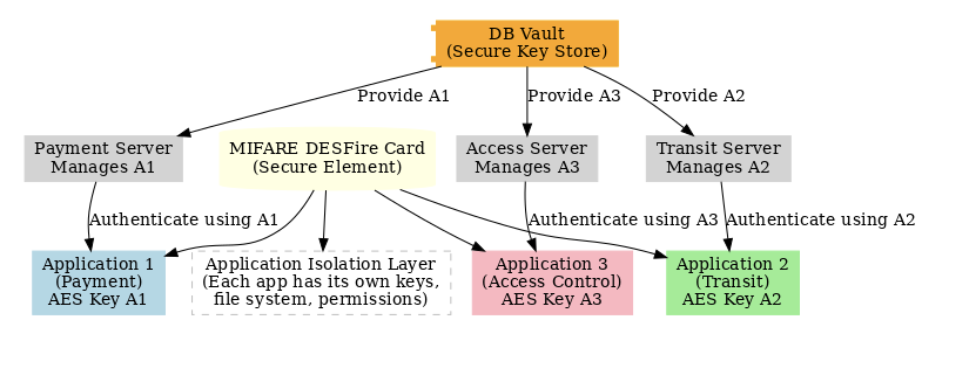 DB Vault
(Secure Key Store)
Provide A1
Provide A3
Provide A2
Payment Server
Manages A1
MIFARE DESFire Card
(Secure Element)
Access Server
Manages A3
Transit Server
Manages A2
Authenticate using A1
Authenticate using A3
Authenticate using A2
Application 1
(Payment)
AES Key A1
Application Isolation Layer
(Each app has its own keys,
file system, permissions)
Application 3
(Access Control)
AES Key A3
Application 2
(Transit)
AES Key A2